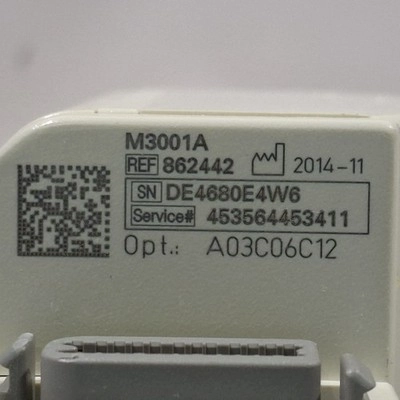 M3001A
REF 862442 2014-11
SN DE4680E4W6
Service# 453564453411
Opt.: A03C06C12